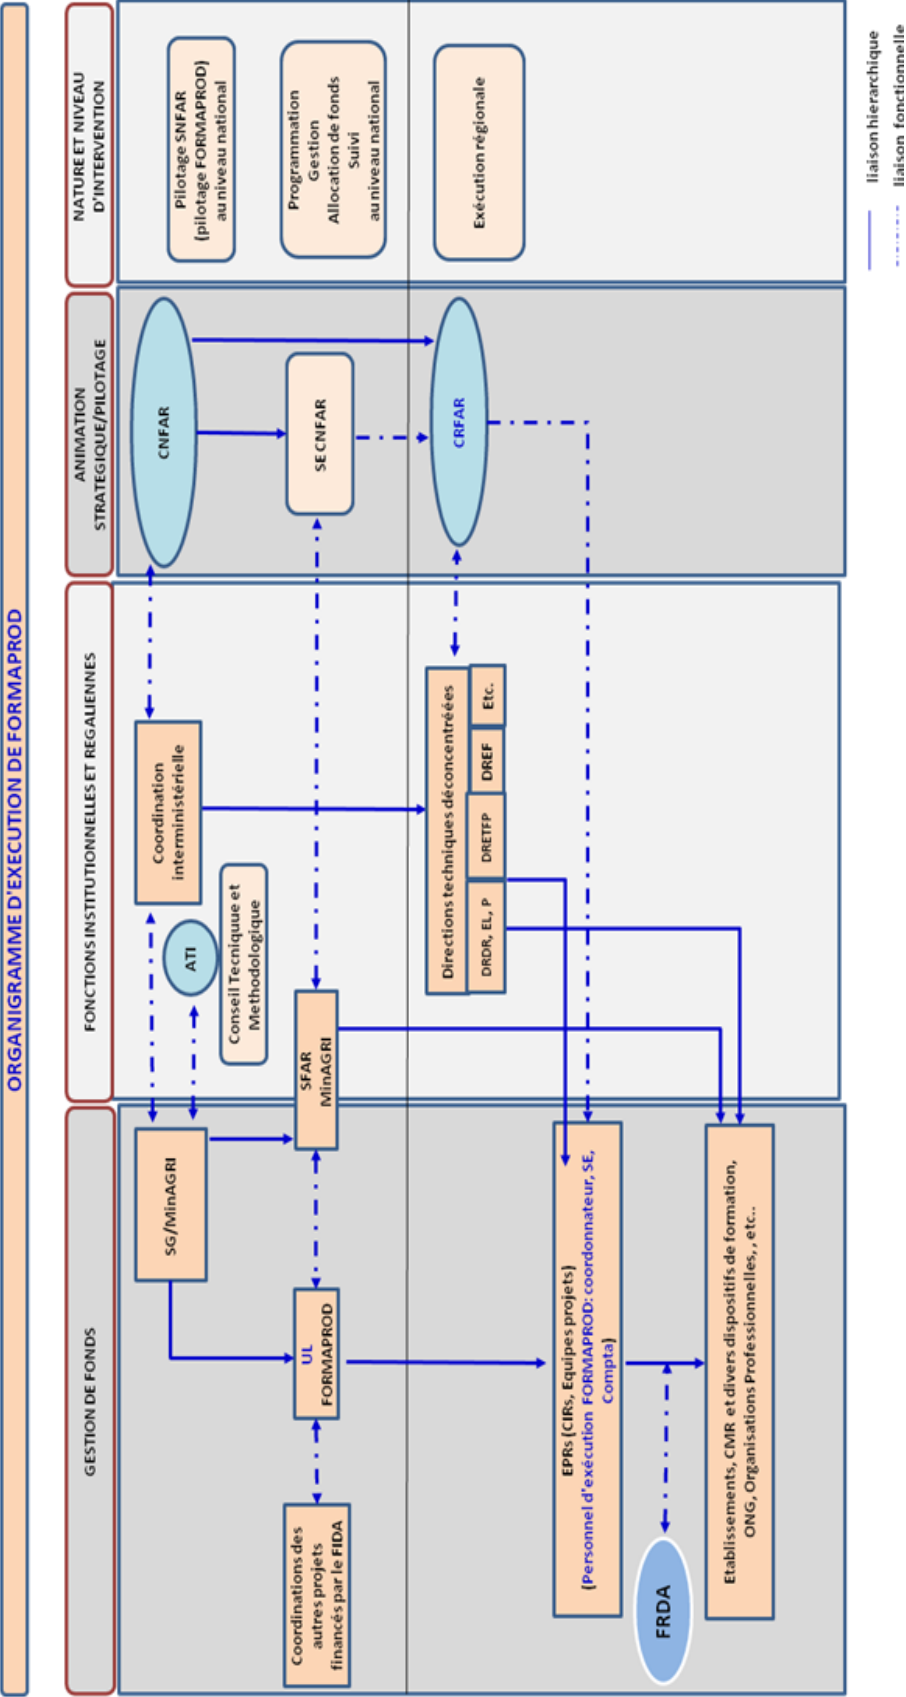 ORGANIGRAMME D'EXECUTION DE FORMAPROD
GESTION DE FONDS
FONCTIONS INSTITUTIONNELLES ET REGALIENNES
ANIMATION
STRATEGIQUE/PILOTAGE
NATURE ET NIVEAU
D'INTERVENTION
SG/MinAGRI
Coordination
interministérielle
ATI
Conseil Tecniquue et
Methodologique
CNFAR
Pilotage SNFAR
(pilotage FORMAPROD)
au niveau national
Coordinations des
autres projets
financés par le FIDA
UL
FORMAPROD
SFAR
MinAGRI
SECNFAR
Programmation
Gestion
Allocation de fonds
Suivi
au niveau national
Directions techniques déconcentréées
DRDR, EL, P
DRETFP
DREF
Etc.
CRFAR
Exécution régionale
EPRs (CIRs, Equipes projets)
(Personnel d'exécution FORMAPROD: coordonnateur, SE,
Compta)
FRDA
Etablissements, CMR et divers dispositifs de formation,
ONG, Organisations Professionnelles, , etc..
liaison hierarchique
liaison fonctionnelle